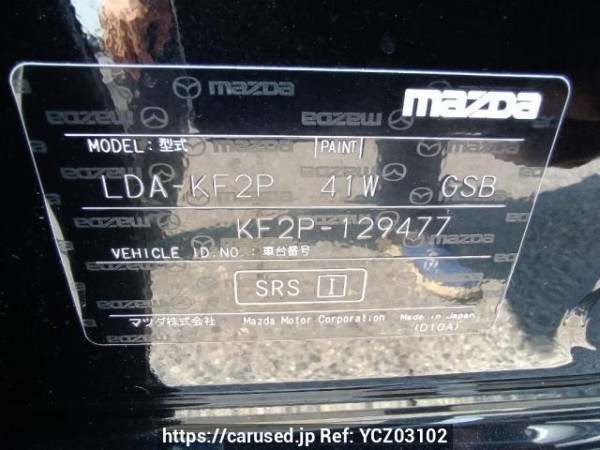 mazda
MODEL: 型式 PAINT
LDA-KF2P 41W GSB
KF2P-129477
VEHICLE ID.NO.: 車台番号
SRS I
マツダ株式会社 Mazda Motor Corporation Made in Japan
(D10A)
https://carused.jp Ref: YCZ03102